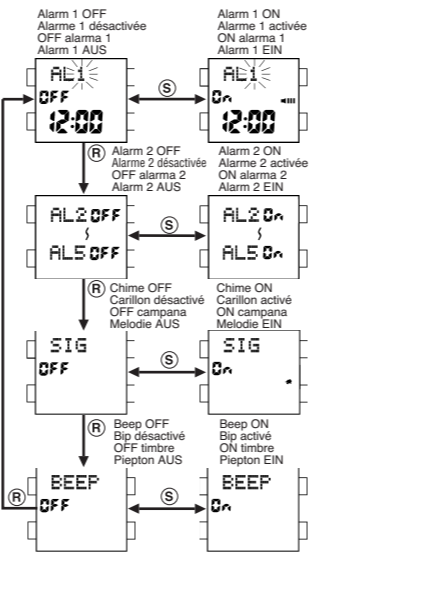 Alarm 1 OFF
Alarme 1 désactivée
OFF alarma 1
Alarm 1 AUS
Alarm 1 ON
Alarme 1 activée
ON alarma 1
Alarm 1 EIN
AL1
OFF
12:00
S
AL1
On
12:00
R
Alarm 2 OFF
Alarme 2 désactivée
OFF alarma 2
Alarm 2 AUS
Alarm 2 ON
Alarme 2 activée
ON alarma 2
Alarm 2 EIN
AL2 OFF
AL5 OFF
S
AL2 On
AL5 On
R
Chime OFF
Carillon désactivé
OFF campana
Melodie AUS
Chime ON
Carillon activé
ON campana
Melodie EIN
SIG
OFF
S
SIG
On
R
Beep OFF
Bip désactivé
OFF timbre
Piepton AUS
Beep ON
Bip activé
ON timbre
Piepton EIN
R
BEEP
OFF
S
BEEP
On